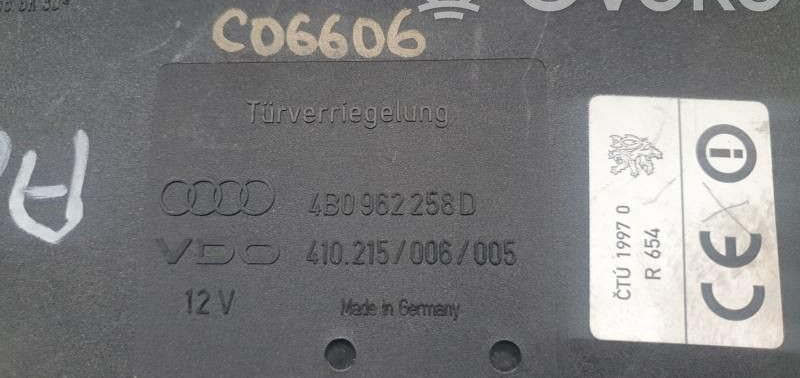 C06606
Türverriegelung
4B0 962 258 D
VDO 410.215/006/005
12 V Made in Germany
ČTÚ 1997 0
R 654
CE